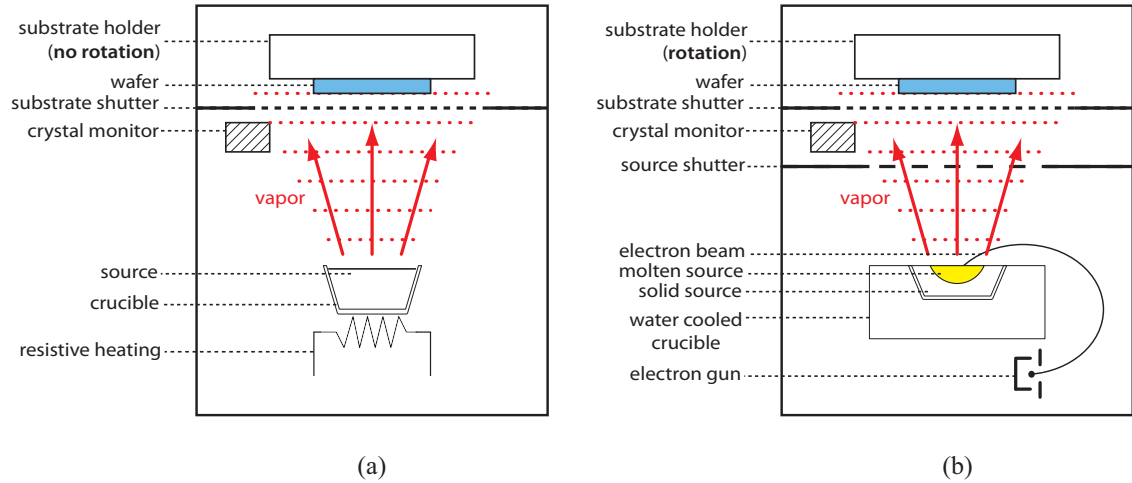 substrate holder
(no rotation)
wafer
substrate shutter
crystal monitor
vapor
source
crucible
resistive heating
(a)
substrate holder
(rotation)
wafer
substrate shutter
crystal monitor
source shutter
vapor
electron beam
molten source
solid source
water cooled
crucible
electron gun
(b)